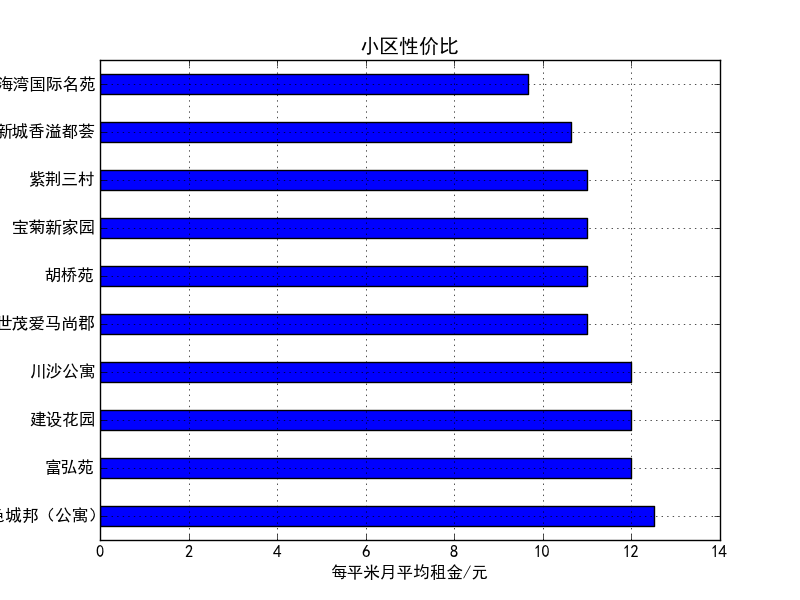 小区性价比
海湾国际名苑
新城香溢都荟
紫荆三村
宝菊新家园
胡桥苑
世茂爱马尚郡
川沙公寓
建设花园
富弘苑
城邦（公寓）
0 2 4 6 8 10 12 14
每平米月平均租金/元